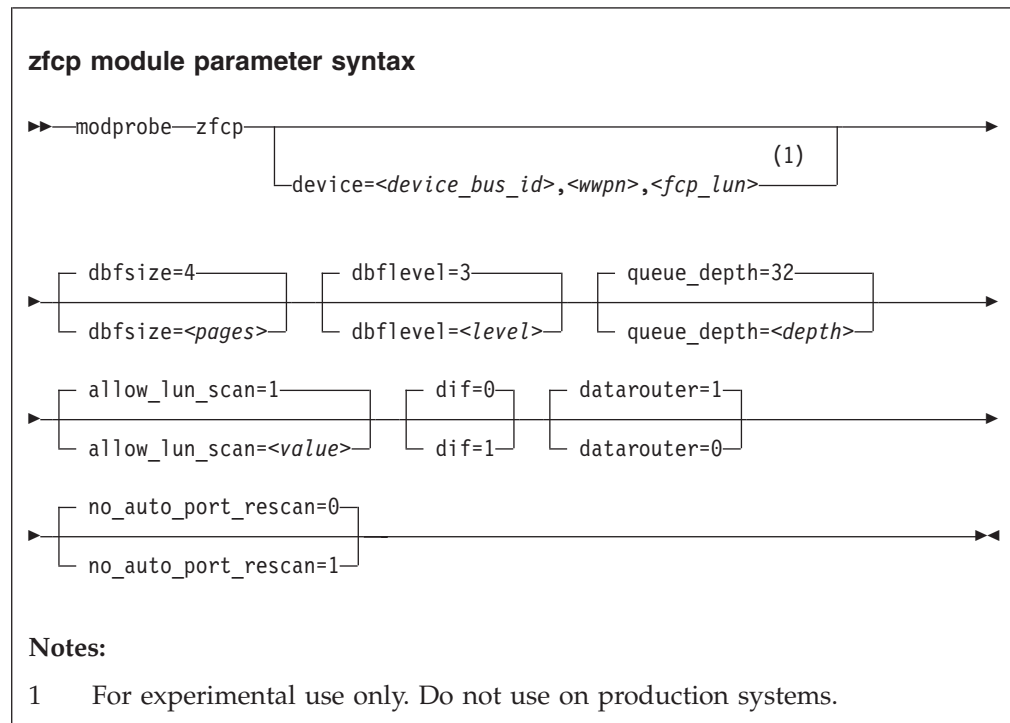 zfcp module parameter syntax
modprobe zfcp
(1)
device=<device_bus_id>,<wwpn>,<fcp_lun>
dbfsize=4 dbflevel=3 queue_depth=32
dbfsize=<pages> dbflevel=<level> queue_depth=<depth>
allow_lun_scan=1 dif=0 datarouter=1
allow_lun_scan=<value> dif=1 datarouter=0
no_auto_port_rescan=0
no_auto_port_rescan=1
Notes:
1 For experimental use only. Do not use on production systems.